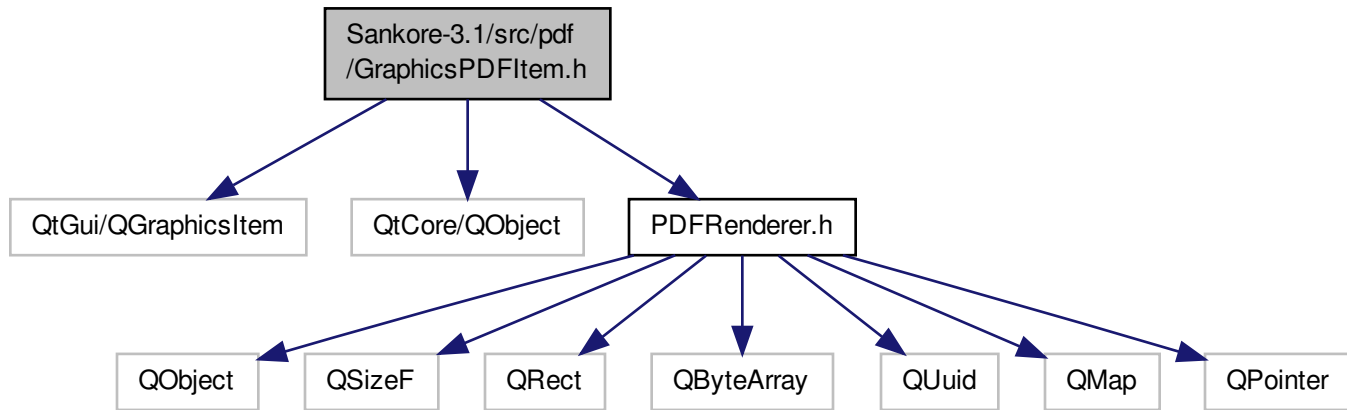 Sankore-3.1/src/pdf
/GraphicsPDFItem.h
QtGui/QGraphicsItem
QtCore/QObject
PDFRenderer.h
QObject
QSizeF
QRect
QByteArray
QUuid
QMap
QPointer